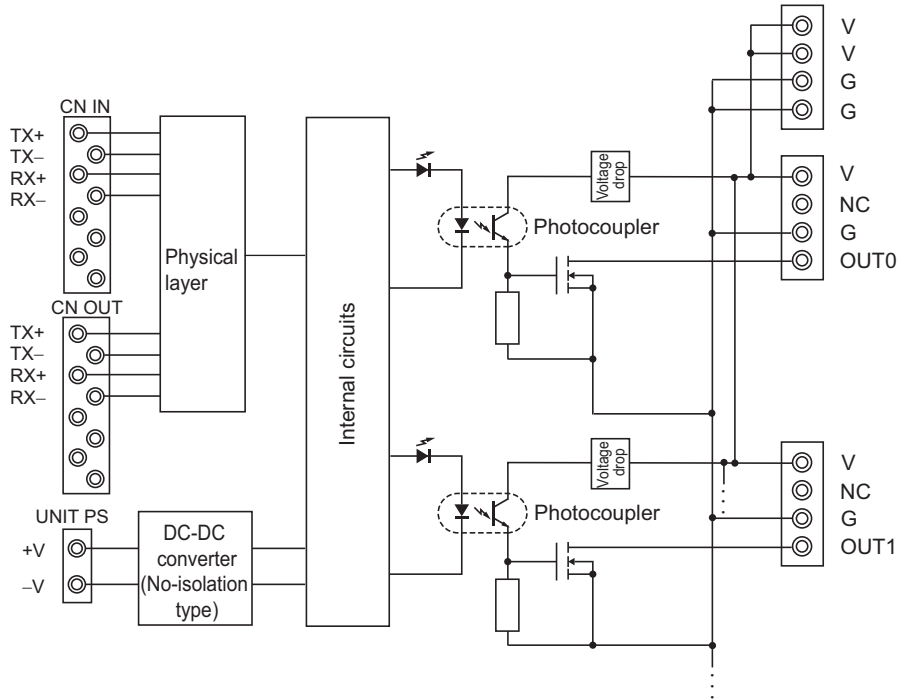 CN IN
TX+
TX–
RX+
RX–
CN OUT
TX+
TX–
RX+
RX–
UNIT PS
+V
–V
Physical
layer
DC-DC
converter
(No-isolation
type)
Internal circuits
Voltage
drop
Photocoupler
Voltage
drop
Photocoupler
V
V
G
G
V
NC
G
OUT0
V
NC
G
OUT1